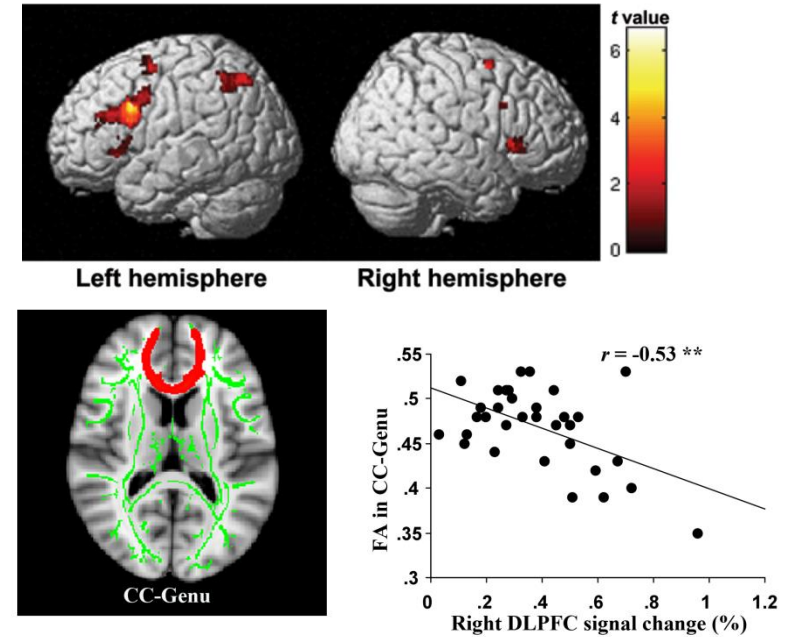 t value
6
4
2
0
Left hemisphere
Right hemisphere
CC-Genu
r = -0.53 **
FA in CC-Genu
.55
.5
.45
.4
.35
.3
0 .2 .4 .6 .8 1 1.2
Right DLPFC signal change (%)